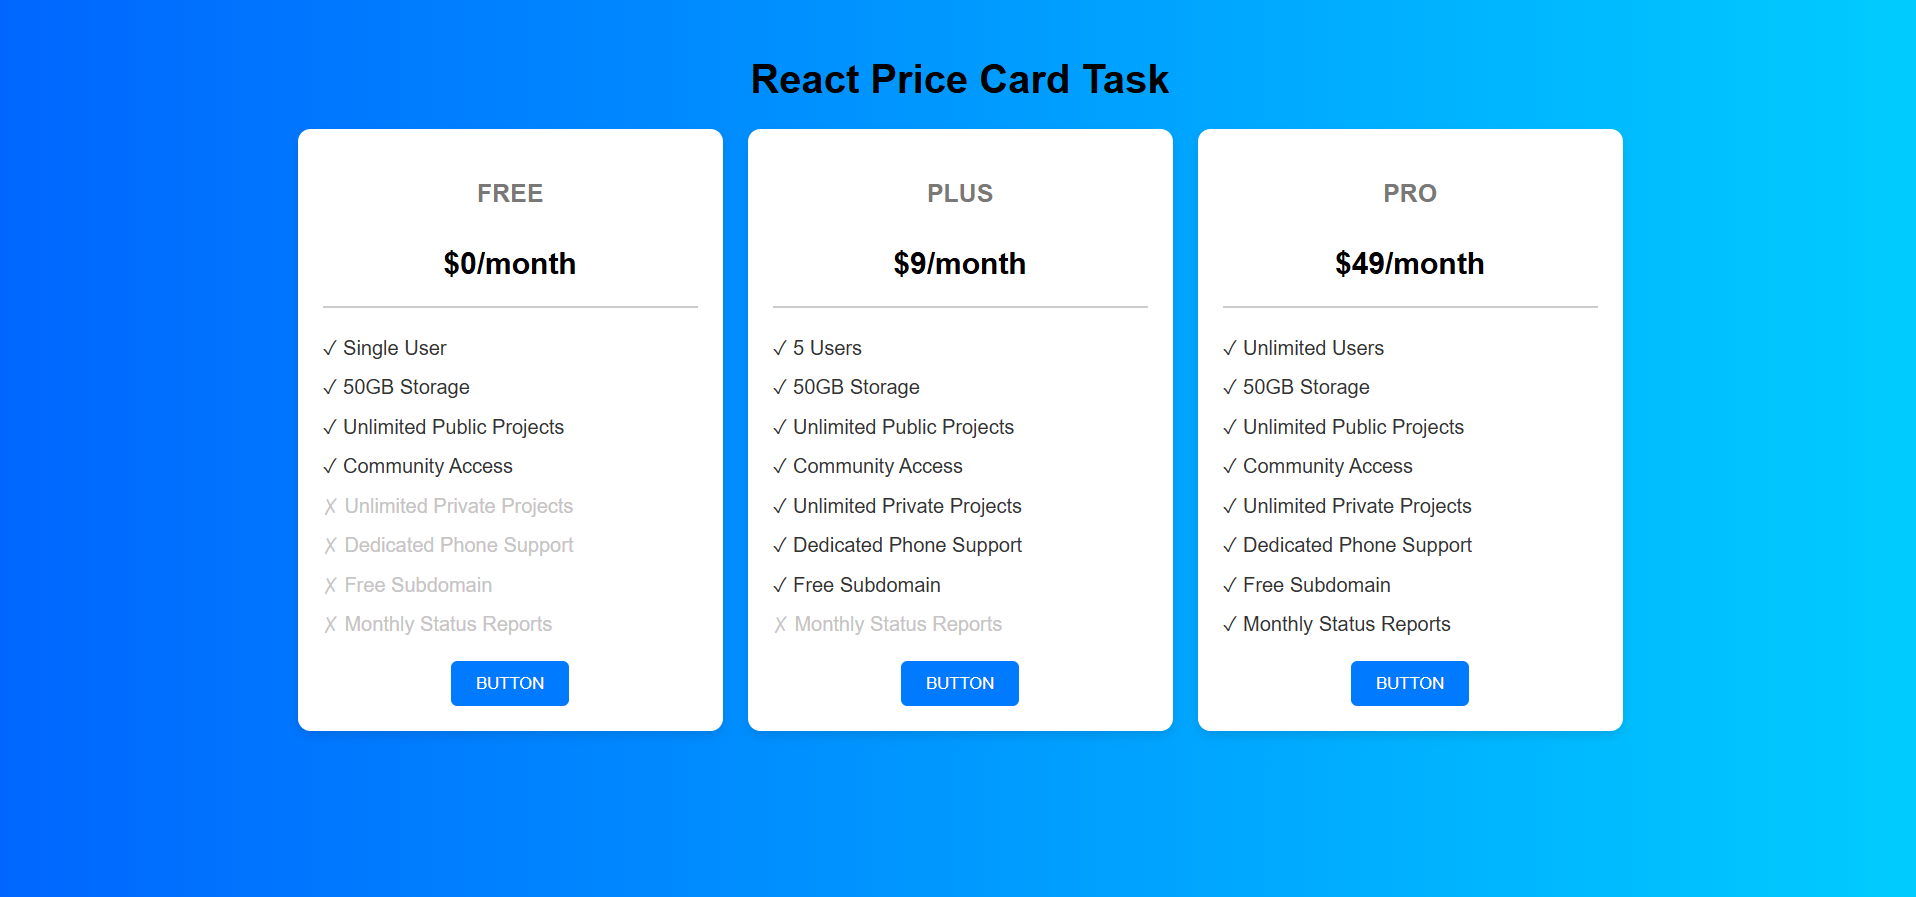 React Price Card Task
FREE
$0/month
✓ Single User
✓ 50GB Storage
✓ Unlimited Public Projects
✓ Community Access
✗ Unlimited Private Projects
✗ Dedicated Phone Support
✗ Free Subdomain
✗ Monthly Status Reports
BUTTON
PLUS
$9/month
✓ 5 Users
✓ 50GB Storage
✓ Unlimited Public Projects
✓ Community Access
✓ Unlimited Private Projects
✓ Dedicated Phone Support
✓ Free Subdomain
✗ Monthly Status Reports
BUTTON
PRO
$49/month
✓ Unlimited Users
✓ 50GB Storage
✓ Unlimited Public Projects
✓ Community Access
✓ Unlimited Private Projects
✓ Dedicated Phone Support
✓ Free Subdomain
✓ Monthly Status Reports
BUTTON